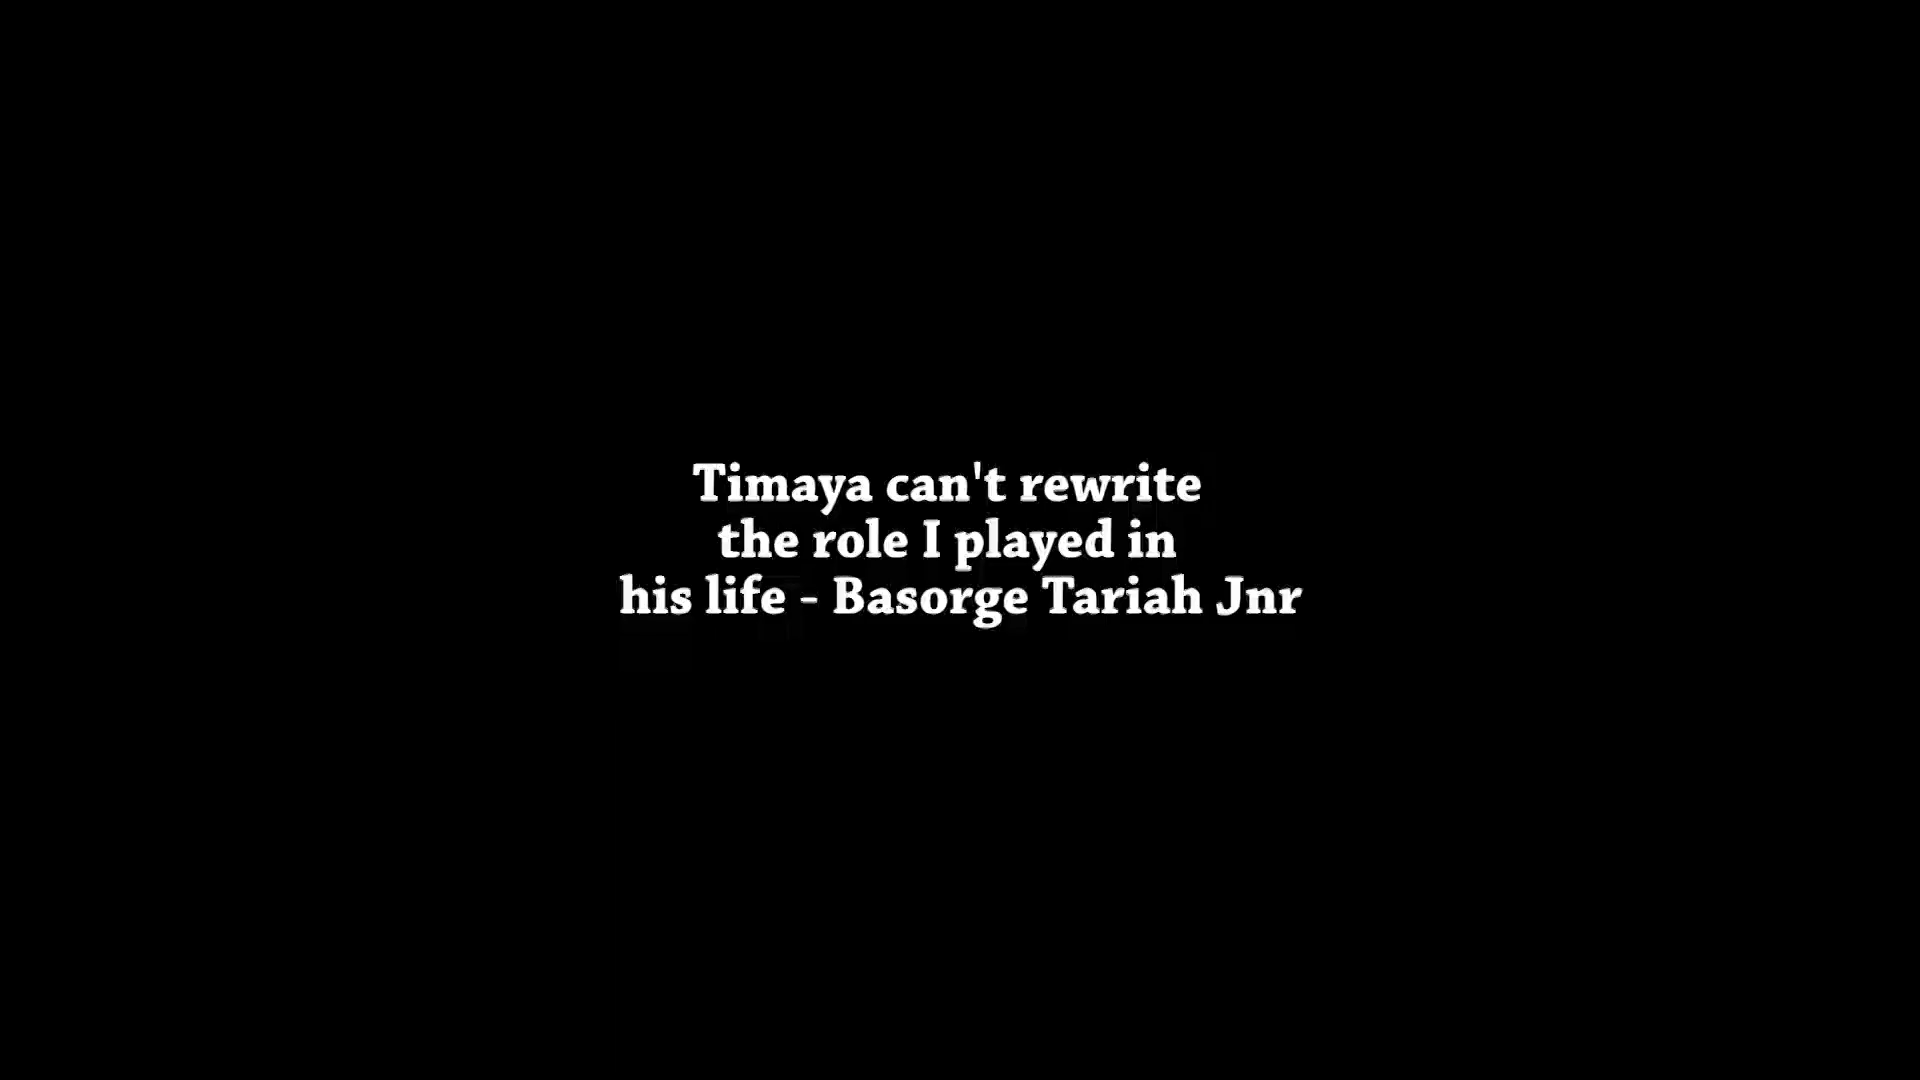 Timaya can't rewrite
the role I played in
his life - Basorge Tariah Jnr